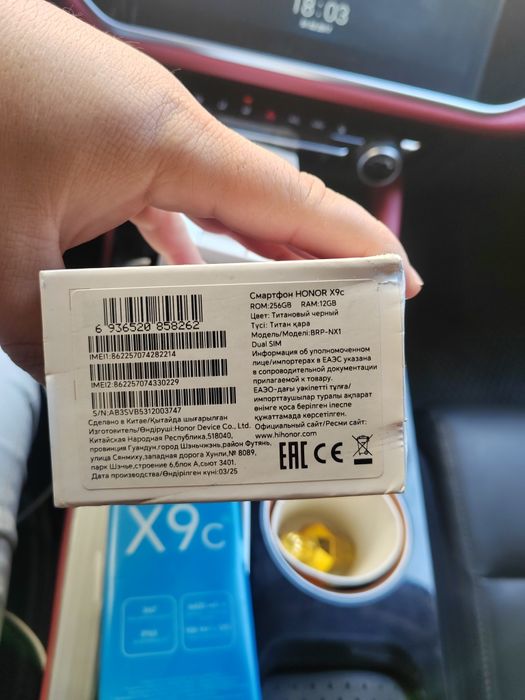 18:03
6 936520 858262
IMEI1:862257074282214
IMEI2:862257074330229
S/N:AB3SVB5312003747
Смартфон HONOR X9c
ROM:256GB RAM:12GB
Цвет: Титановый черный
Түсі: Титан қара
Модель/Моделі:BRP-NX1
Dual SIM
Информация об уполномоченном
лице/импортерах в ЕАЭС указана
в сопроводительной документации
прилагаемой к товару.
ЕАЭО-дағы уәкілетті тұлға/
импорттаушылар туралы ақпарат
өнімге қоса берілген ілеспе
құжаттамада көрсетілген.
Официальный сайт/Ресми сайт:
www.hihonor.com
Сделано в Китае/Қытайда шығарылған
Изготовитель/Өндіруші:Honor Device Co., Ltd.
Китайская Народная Республика,518040,
провинция Гуандун,город Шэньчжэнь,район Футянь,
улица Сянмиху,западная дорога Хунли,№ 8089,
парк Шэнье,строение 6,блок А,сьют 3401.
Дата производства/Өндірілген күні:03/25
EAC CE
X9c